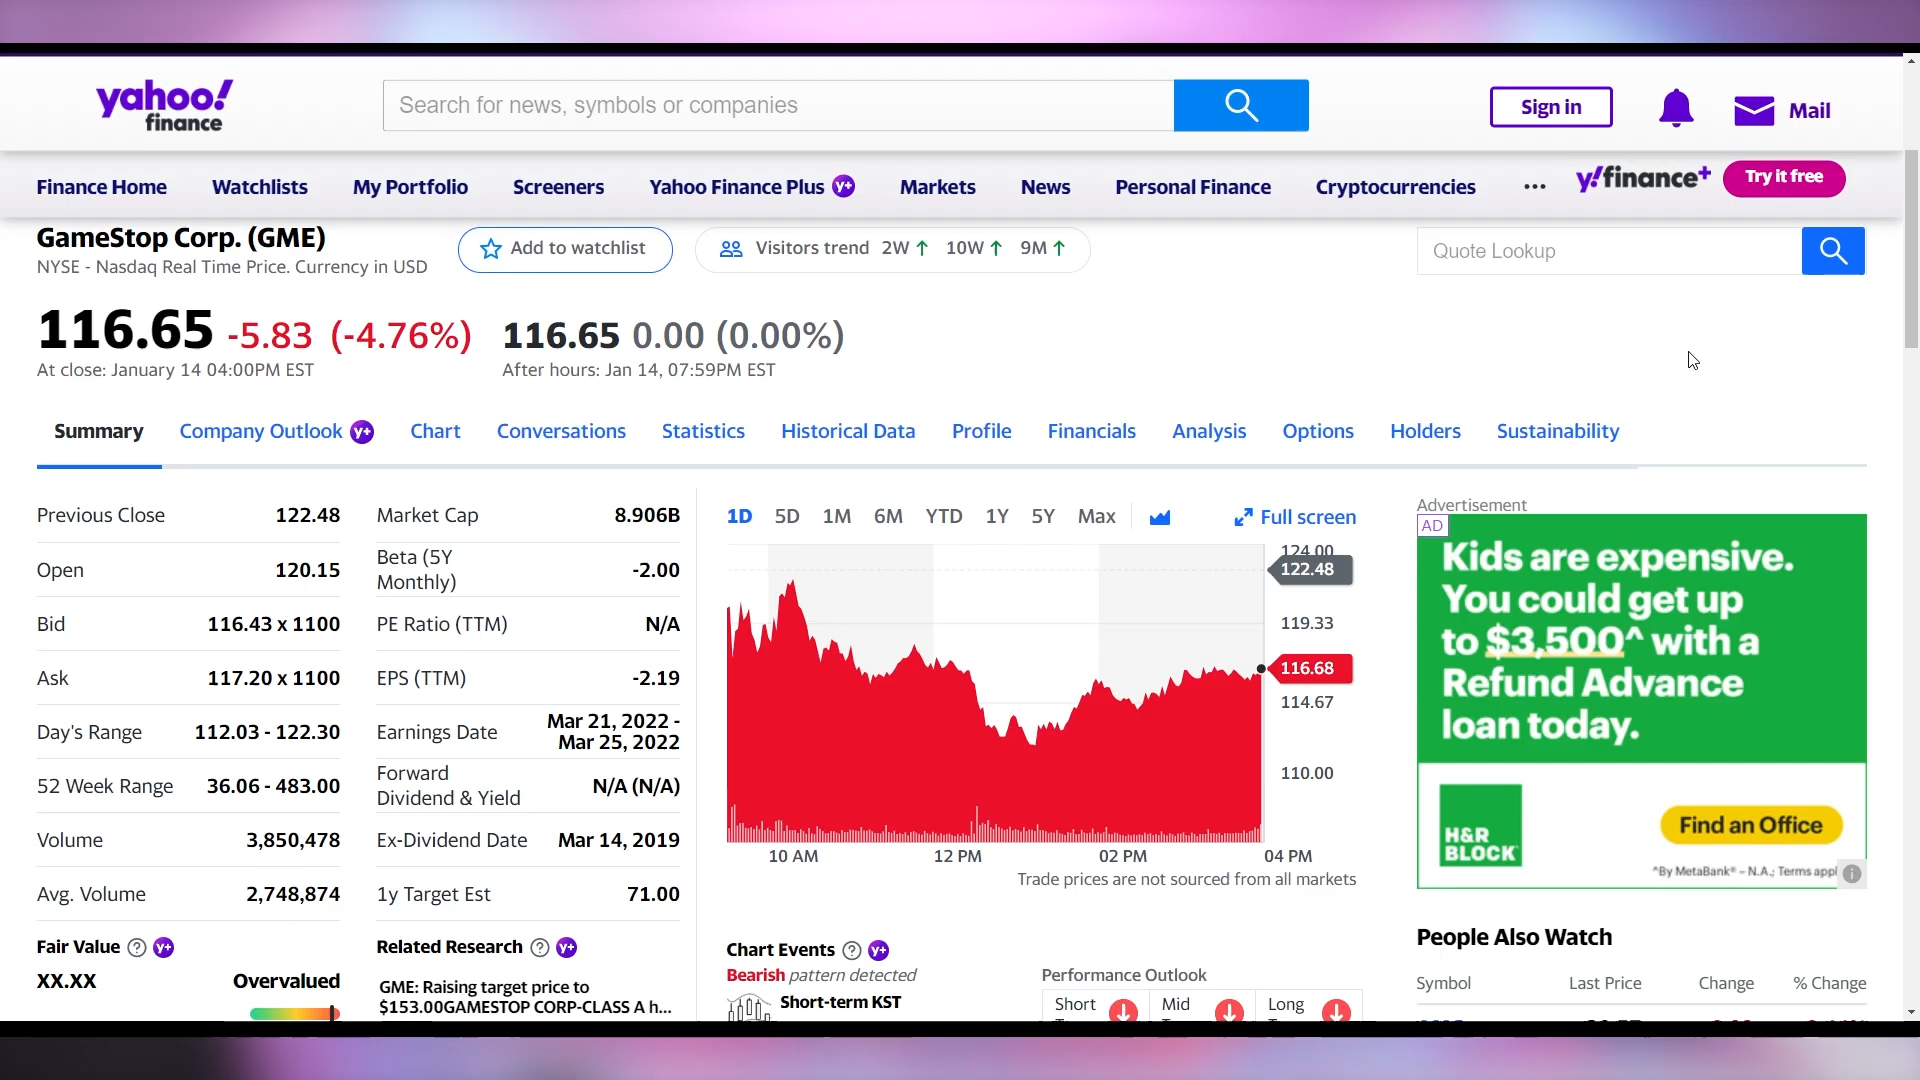 yahoo!
finance
Search for news, symbols or companies
Sign in
Mail
Finance Home
Watchlists
My Portfolio
Screeners
Yahoo Finance Plus y+
Markets
News
Personal Finance
Cryptocurrencies
...
y!finance+
Try it free
GameStop Corp. (GME)
NYSE - Nasdaq Real Time Price. Currency in USD
Add to watchlist
Visitors trend 2W ↑ 10W ↑ 9M ↑
Quote Lookup
116.65 -5.83 (-4.76%)
At close: January 14 04:00PM EST
116.65 0.00 (0.00%)
After hours: Jan 14, 07:59PM EST
Summary
Company Outlook y+
Chart
Conversations
Statistics
Historical Data
Profile
Financials
Analysis
Options
Holders
Sustainability
Previous Close 122.48
Open 120.15
Bid 116.43 x 1100
Ask 117.20 x 1100
Day's Range 112.03 - 122.30
52 Week Range 36.06 - 483.00
Volume 3,850,478
Avg. Volume 2,748,874
Market Cap 8.906B
Beta (5Y
Monthly) -2.00
PE Ratio (TTM) N/A
EPS (TTM) -2.19
Earnings Date Mar 21, 2022 -
Mar 25, 2022
Forward
Dividend & Yield N/A (N/A)
Ex-Dividend Date Mar 14, 2019
1y Target Est 71.00
Fair Value ? y+
XX.XX Overvalued
Related Research ? y+
GME: Raising target price to
$153.00GAMESTOP CORP-CLASS A h...
1D 5D 1M 6M YTD 1Y 5Y Max
Full screen
124.00
122.48
119.33
116.68
114.67
110.00
10 AM 12 PM 02 PM 04 PM
Trade prices are not sourced from all markets
Chart Events ? y+
Bearish pattern detected
Short-term KST
Performance Outlook
Short
Mid
Long
Advertisement
AD
Kids are expensive.
You could get up
to $3,500^ with a
Refund Advance
loan today.
H&R
BLOCK
Find an Office
^By MetaBank® – N.A.; Terms appl
People Also Watch
Symbol Last Price Change % Change